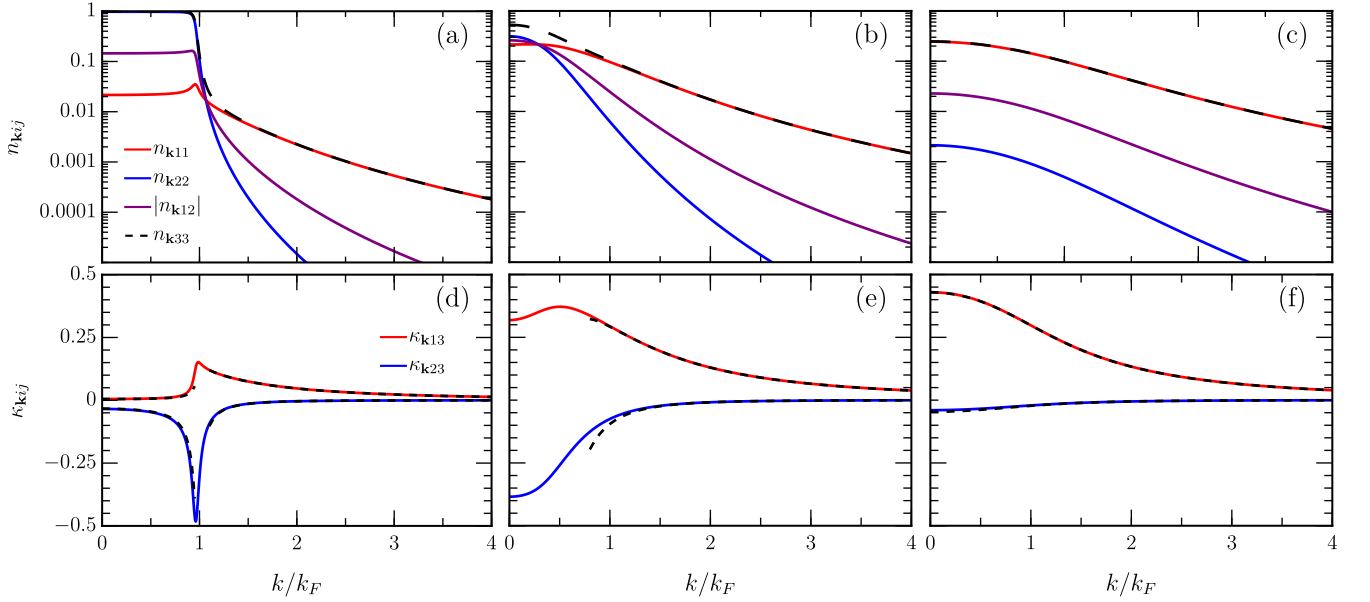 1
0.1
0.01
0.001
0.0001
n_{𝐤ij}
(a)
(b)
(c)
n_{𝐤11}
n_{𝐤22}
|n_{𝐤12}|
n_{𝐤33}
0.5
0.25
0
−0.25
−0.5
κ_{𝐤ij}
(d)
(e)
(f)
κ_{𝐤13}
κ_{𝐤23}
0 1 2 3 4
0 1 2 3 4
0 1 2 3 4
k/k_F
k/k_F
k/k_F